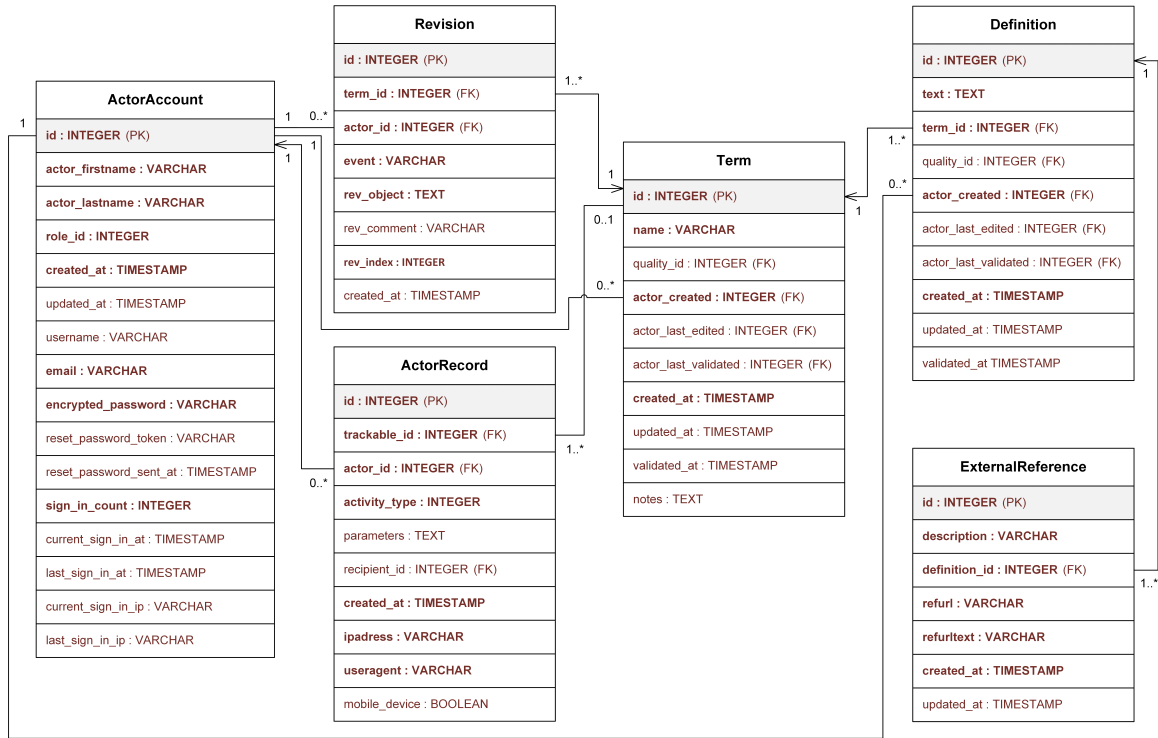 ActorAccount
id : INTEGER (PK)
actor_firstname : VARCHAR
actor_lastname : VARCHAR
role_id : INTEGER
created_at : TIMESTAMP
updated_at : TIMESTAMP
username : VARCHAR
email : VARCHAR
encrypted_password : VARCHAR
reset_password_token : VARCHAR
reset_password_sent_at : TIMESTAMP
sign_in_count : INTEGER
current_sign_in_at : TIMESTAMP
last_sign_in_at : TIMESTAMP
current_sign_in_ip : VARCHAR
last_sign_in_ip : VARCHAR
1
1
1
1
Revision
id : INTEGER (PK)
term_id : INTEGER (FK)
actor_id : INTEGER (FK)
event : VARCHAR
rev_object : TEXT
rev_comment : VARCHAR
rev_index : INTEGER
created_at : TIMESTAMP
0..*
1..*
ActorRecord
id : INTEGER (PK)
trackable_id : INTEGER (FK)
actor_id : INTEGER (FK)
activity_type : INTEGER
parameters : TEXT
recipient_id : INTEGER (FK)
created_at : TIMESTAMP
ipadress : VARCHAR
useragent : VARCHAR
mobile_device : BOOLEAN
0..*
1..*
Term
id : INTEGER (PK)
name : VARCHAR
quality_id : INTEGER (FK)
actor_created : INTEGER (FK)
actor_last_edited : INTEGER (FK)
actor_last_validated : INTEGER (FK)
created_at : TIMESTAMP
updated_at : TIMESTAMP
validated_at : TIMESTAMP
notes : TEXT
1
0..1
0..*
1
Definition
id : INTEGER (PK)
text : TEXT
term_id : INTEGER (FK)
quality_id : INTEGER (FK)
actor_created : INTEGER (FK)
actor_last_edited : INTEGER (FK)
actor_last_validated : INTEGER (FK)
created_at : TIMESTAMP
updated_at : TIMESTAMP
validated_at TIMESTAMP
1..*
0..*
1
ExternalReference
id : INTEGER (PK)
description : VARCHAR
definition_id : INTEGER (FK)
refurl : VARCHAR
refurltext : VARCHAR
created_at : TIMESTAMP
updated_at : TIMESTAMP
1..*